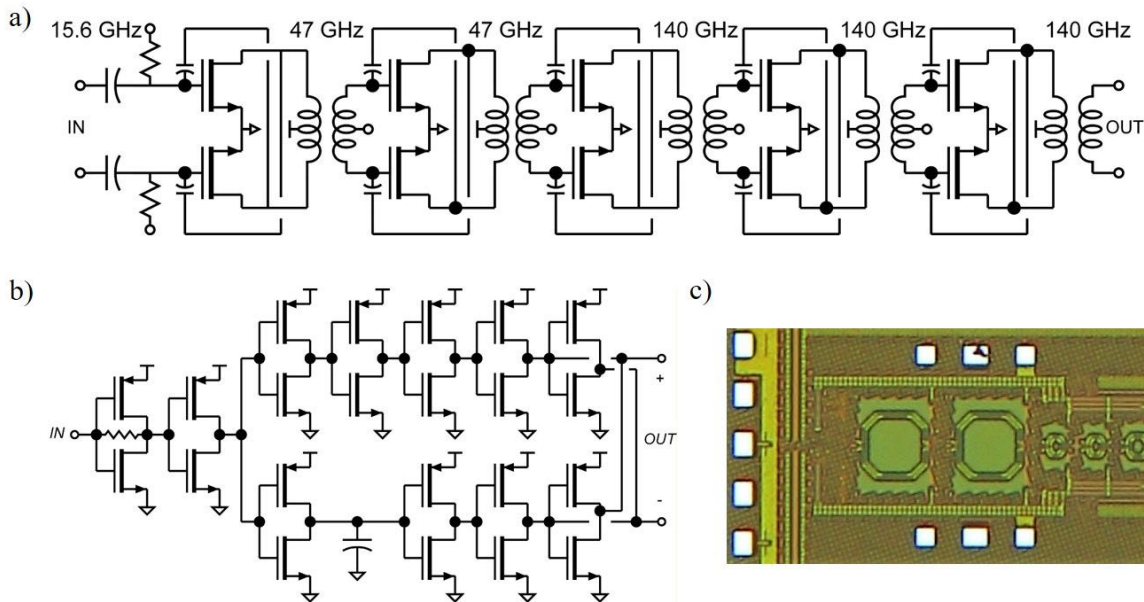 a)
15.6 GHz 47 GHz 47 GHz 140 GHz 140 GHz 140 GHz
IN
OUT
b)
c)
IN
+
OUT
-